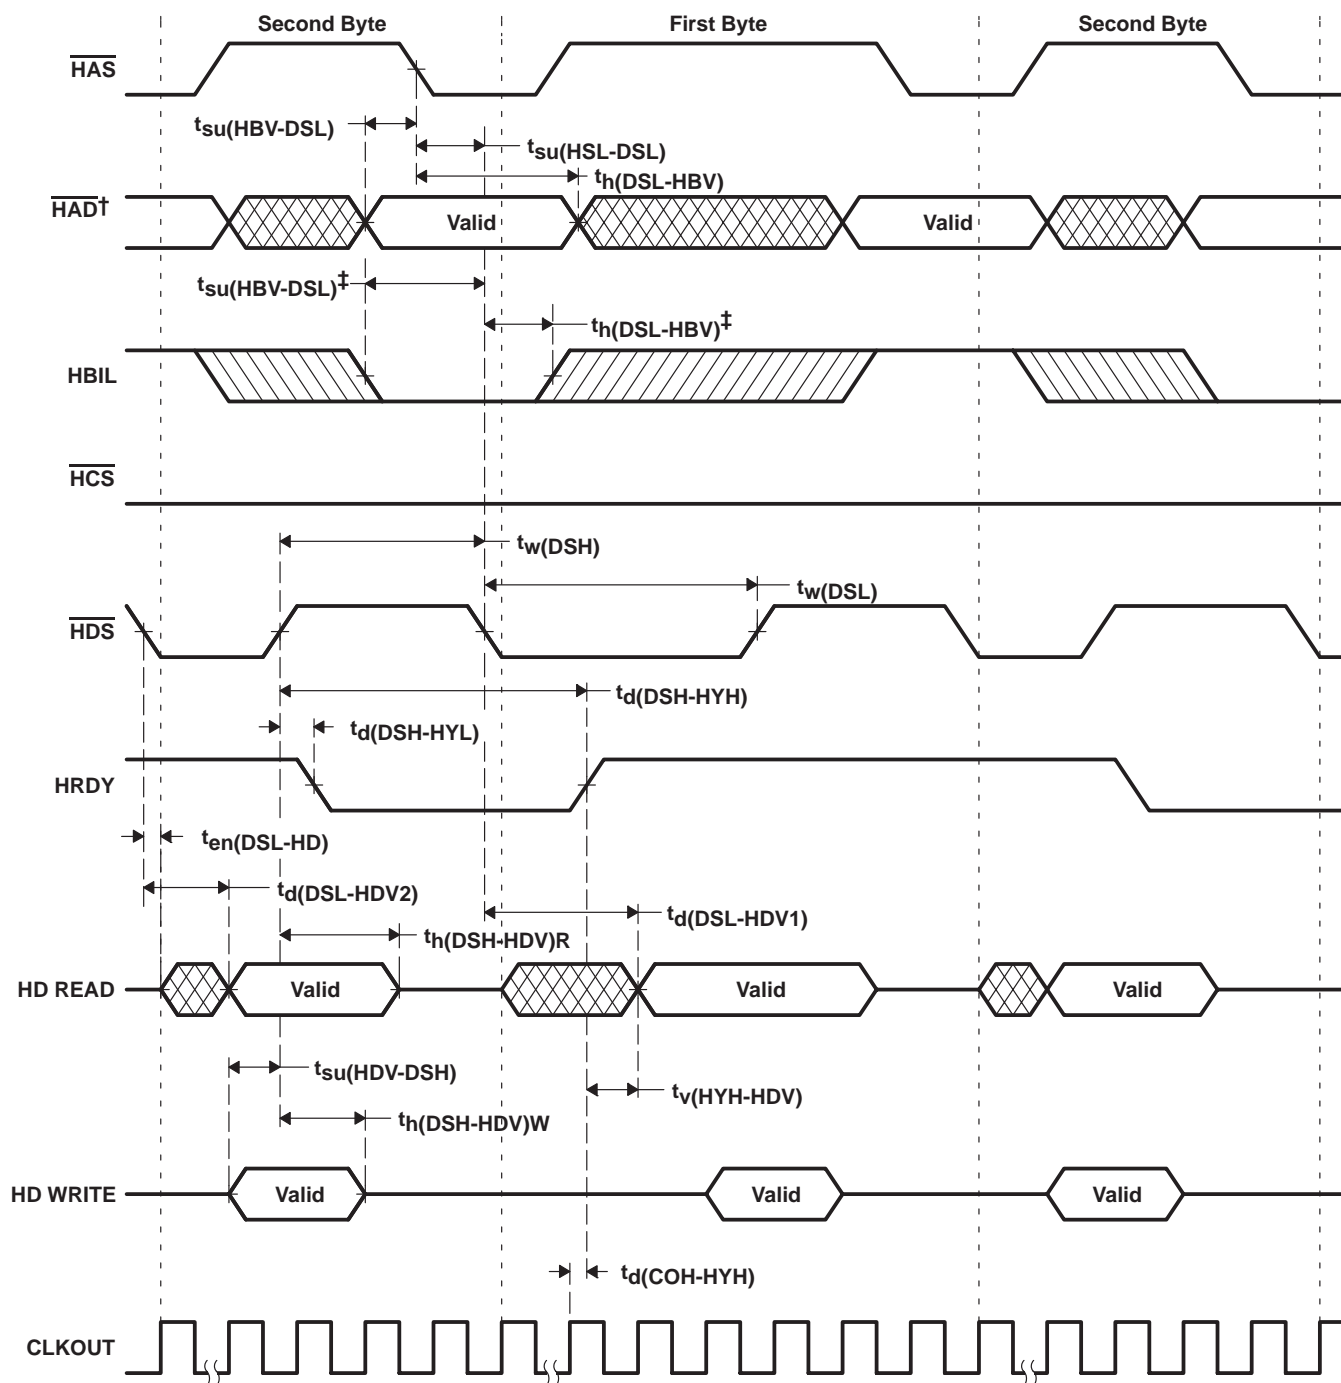 Second Byte First Byte Second Byte
HAS
tsu(HBV-DSL)
tsu(HSL-DSL)
th(DSL-HBV)
HAD†
Valid Valid
tsu(HBV-DSL)‡
th(DSL-HBV)‡
HBIL
HCS
tw(DSH)
tw(DSL)
HDS
td(DSH-HYH)
td(DSH-HYL)
HRDY
ten(DSL-HD)
td(DSL-HDV2)
td(DSL-HDV1)
th(DSH-HDV)R
HD READ
Valid Valid Valid
tsu(HDV-DSH)
tv(HYH-HDV)
th(DSH-HDV)W
HD WRITE
Valid Valid Valid
td(COH-HYH)
CLKOUT